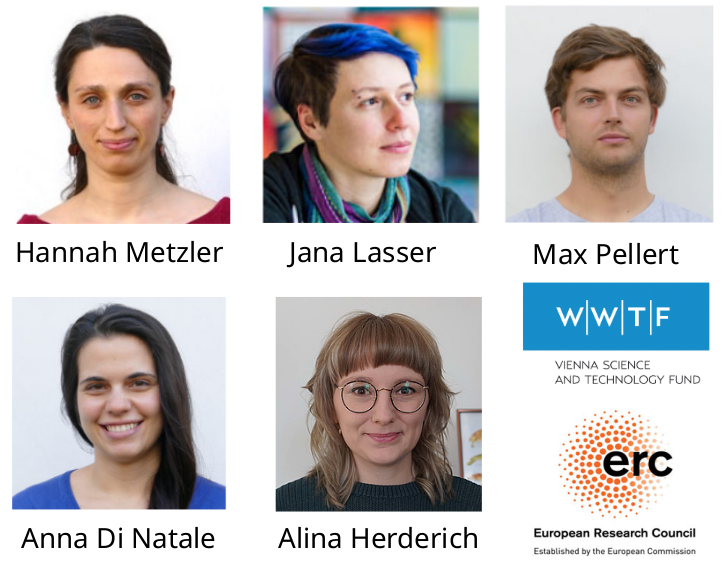 Hannah Metzler
Jana Lasser
Max Pellert
WWTF
VIENNA SCIENCE
AND TECHNOLOGY FUND
erc
European Research Council
Established by the European Commission
Anna Di Natale
Alina Herderich